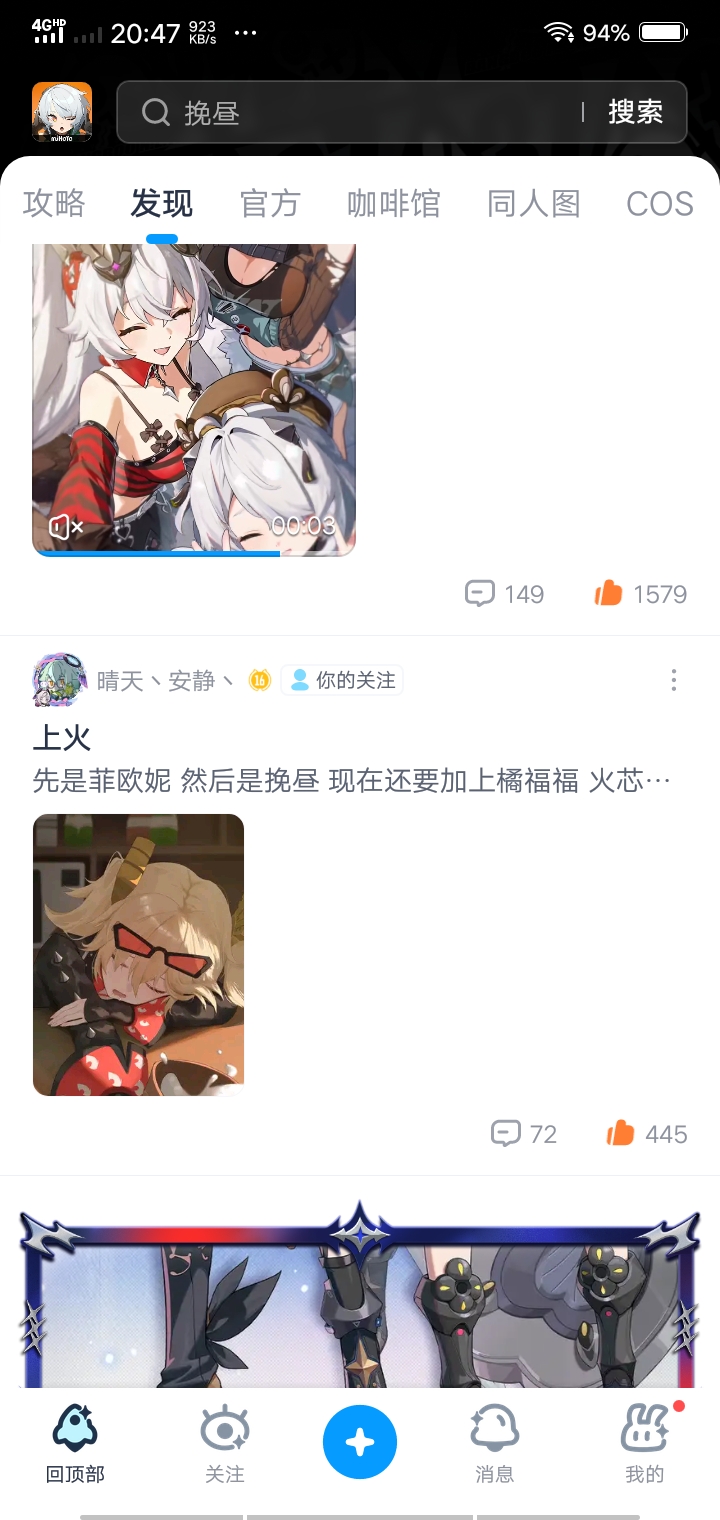 4GHD 20:47 923 KB/s ... 94%
miHoYo 挽昼 | 搜索
攻略 发现 官方 咖啡馆 同人图 COS
00:03
149 1579
晴天丶安静丶 16 你的关注
上火
先是菲欧妮 然后是挽昼 现在还要加上橘福福 火芯…
72 445
回顶部 关注 消息 我的